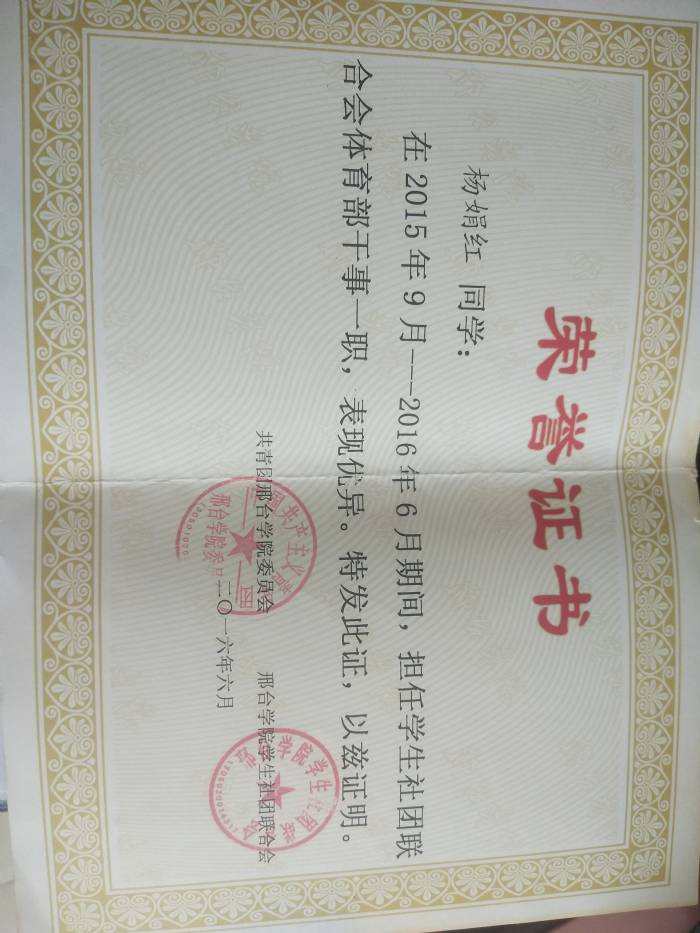 荣誉证书
杨娟红 同学：
在2015年9月---2016年6月期间，担任学生社团联
合会体育部干事一职，表现优异。特发此证，以兹证明。
共青团邢台学院委员会 邢台学院学生社团联合会
二〇一六年六月